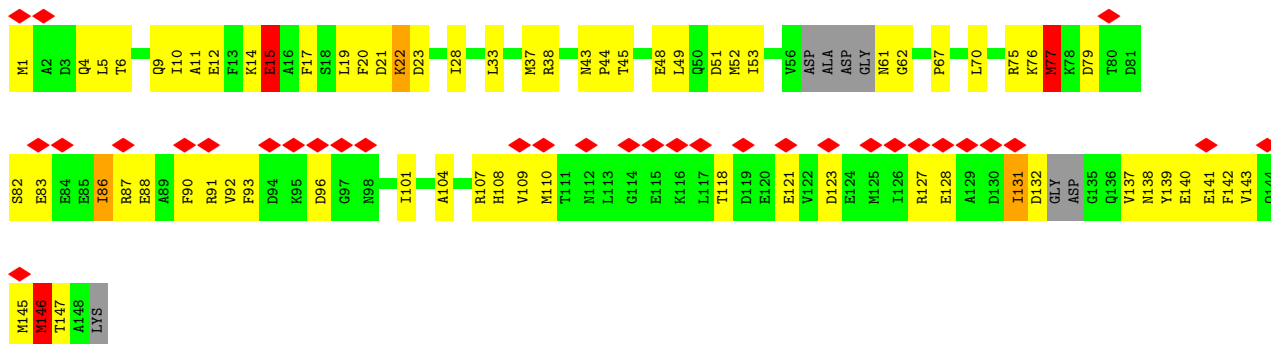 M1 A2 D3 Q4 L5 T6 Q9 I10 A11 E12 F13 K14 E15 A16 F17 S18 L19 F20 D21 K22 D23 I28 L33 M37 R38 N43 P44 T45 E48 L49 Q50 D51 M52 I53 V56 ASP ALA ASP GLY N61 G62 P67 L70 R75 K76 M77 K78 D79 T80 D81
S82 E83 E84 E85 I86 R87 E88 A89 F90 R91 V92 F93 D94 K95 D96 G97 N98 I101 A104 R107 H108 V109 M110 T111 N112 L113 G114 E115 K116 L117 T118 D119 E120 E121 V122 D123 E124 M125 I126 R127 E128 A129 D130 I131 D132 GLY ASP G135 Q136 V137 N138 Y139 E140 E141 F142 V143 Q144
M145 M146 T147 A148 LYS